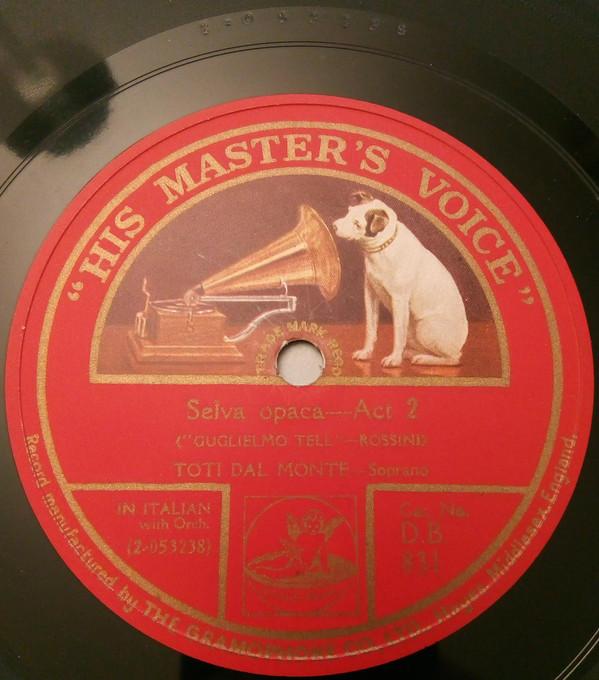 "HIS MASTER'S VOICE"
TRADE MARK REGD
Selva opaca—Act 2
("GUGLIELMO TELL"—ROSSINI)
TOTI DAL MONTE—Soprano
IN ITALIAN
with Orch.
(2-053238)
Cat. No.
D.B
831
Record manufactured by THE GRAMOPHONE CO., LTD., Hayes, Middlesex, England.